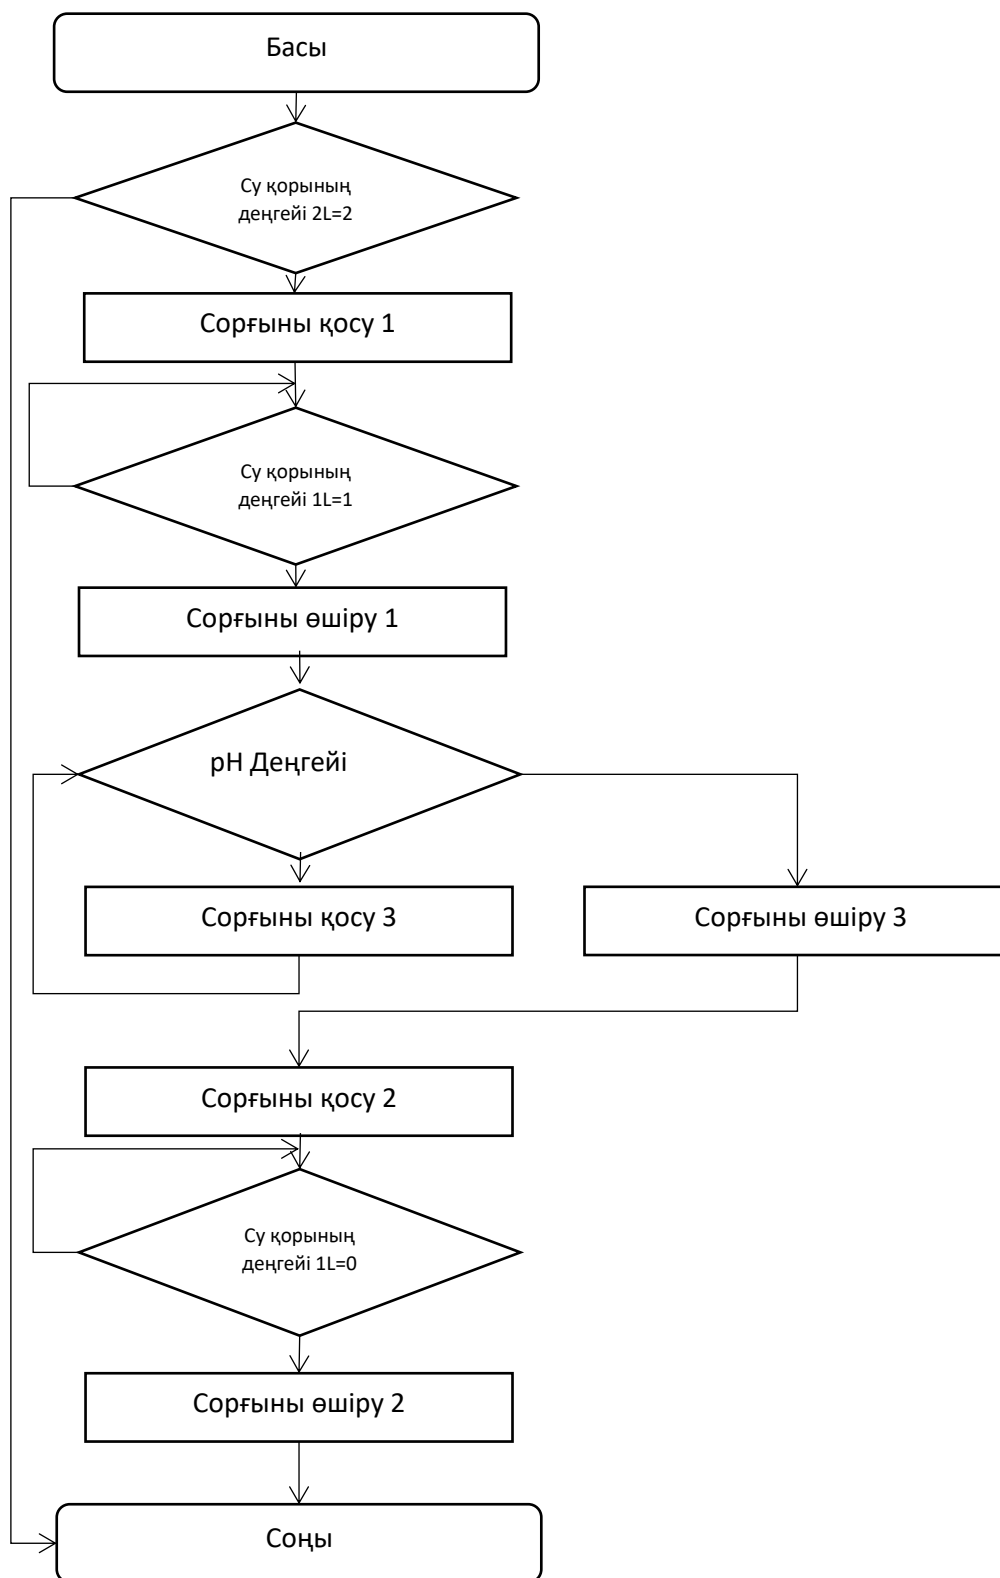 Басы
Су қорының
деңгейі 2L=2
Сорғыны қосу 1
Су қорының
деңгейі 1L=1
Сорғыны өшіру 1
pH Деңгейі
Сорғыны қосу 3
Сорғыны өшіру 3
Сорғыны қосу 2
Су қорының
деңгейі 1L=0
Сорғыны өшіру 2
Соңы